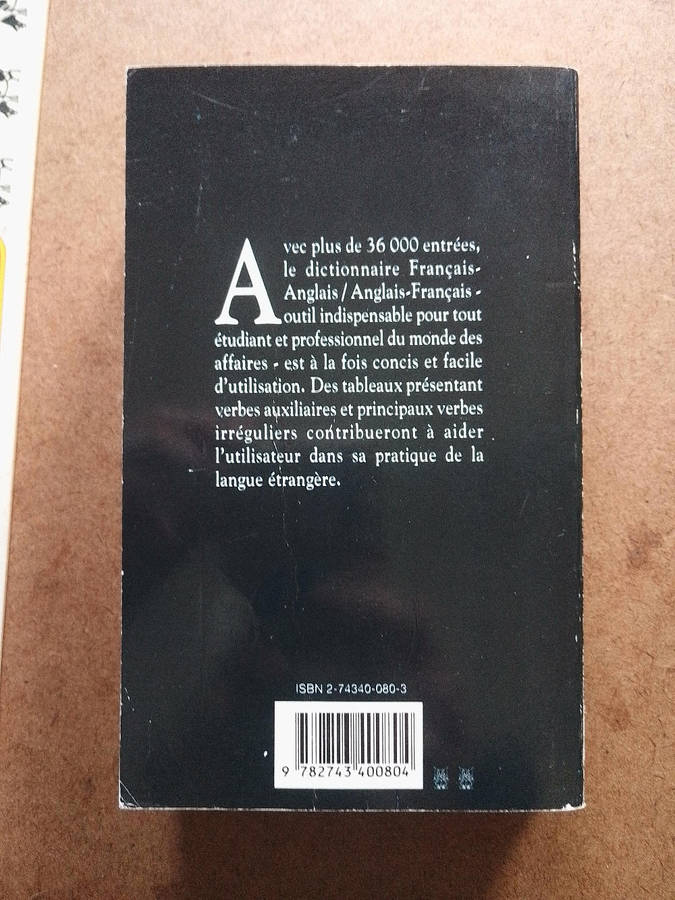 Avec plus de 36 000 entrées,
le dictionnaire Français-
Anglais / Anglais-Français -
outil indispensable pour tout
étudiant et professionnel du monde des
affaires - est à la fois concis et facile
d'utilisation. Des tableaux présentant
verbes auxiliaires et principaux verbes
irréguliers contribueront à aider
l'utilisateur dans sa pratique de la
langue étrangère.
ISBN 2-74340-080-3
9 782743 400804